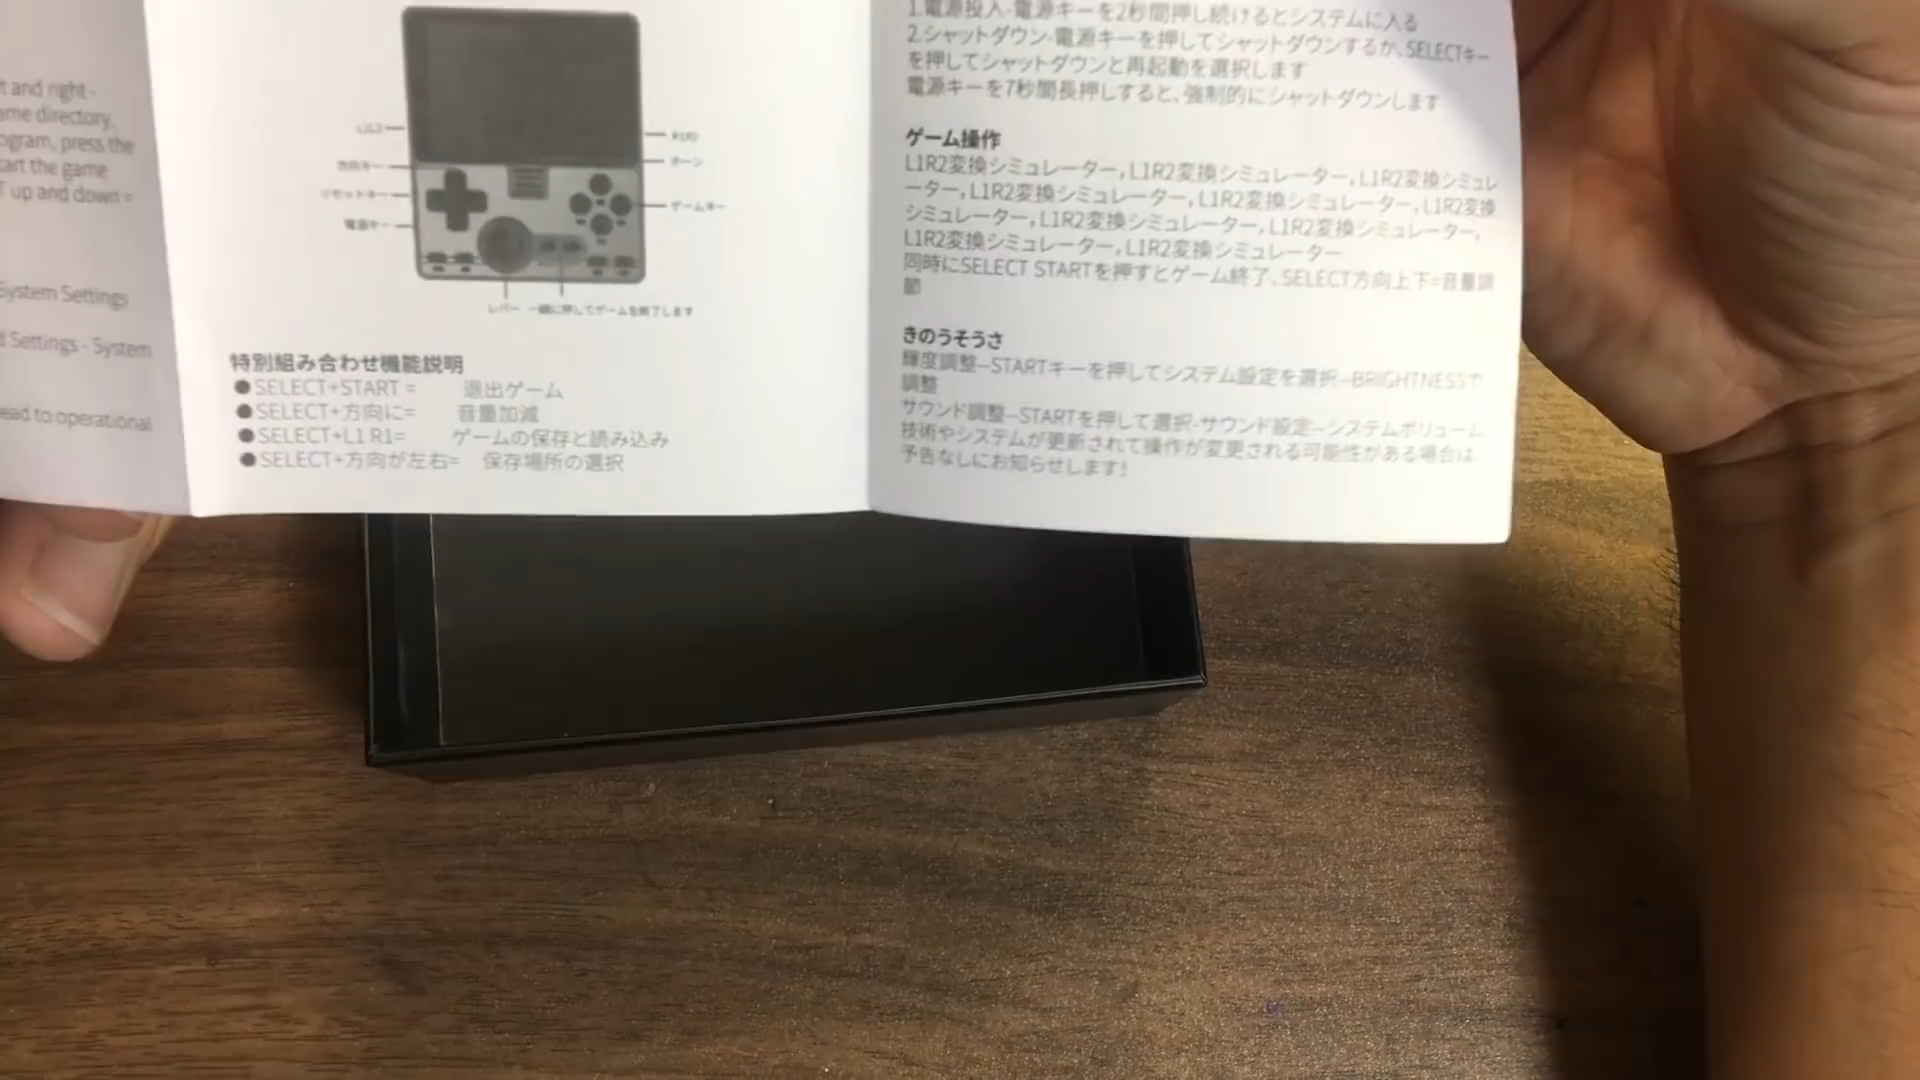 t and right -
ame directory,
ogram, press the
tart the game
T up and down =
System Settings
d Settings - System
ead to operational
L1L2
方向キー
リセットキー
電源キー
R1R2
ホーン
ゲームキー
レバー 一緒に押してゲームを終了します
特別組み合わせ機能説明
●SELECT+START = 退出ゲーム
●SELECT+方向に= 音量加減
●SELECT+L1 R1= ゲームの保存と読み込み
●SELECT+方向が左右= 保存場所の選択
1.電源投入-電源キーを2秒間押し続けるとシステムに入る
2.シャットダウン-電源キーを押してシャットダウンするか、SELECTキー
を押してシャットダウンと再起動を選択します
電源キーを7秒間長押しすると、強制的にシャットダウンします
ゲーム操作
L1R2変換シミュレーター,L1R2変換シミュレーター,L1R2変換シミュレ
ーター,L1R2変換シミュレーター,L1R2変換シミュレーター,L1R2変換
シミュレーター,L1R2変換シミュレーター,L1R2変換シミュレーター,
L1R2変換シミュレーター,L1R2変換シミュレーター
同時にSELECT STARTを押すとゲーム終了、SELECT方向上下=音量調
節
きのうそうさ
輝度調整–STARTキーを押してシステム設定を選択–BRIGHTNESSで
調整
サウンド調整–STARTを押して選択-サウンド設定–システムボリューム
技術やシステムが更新されて操作が変更される可能性がある場合は、
予告なしにお知らせします!